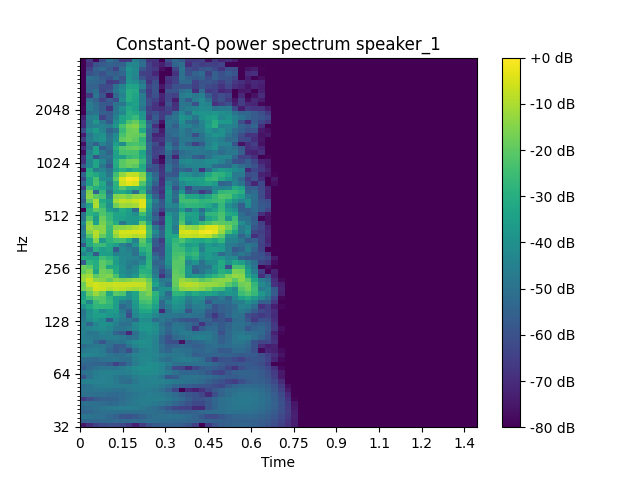 Constant-Q power spectrum speaker_1
Hz
2048
1024
512
256
128
64
32
0 0.15 0.3 0.45 0.6 0.75 0.9 1.1 1.2 1.4
Time
+0 dB
-10 dB
-20 dB
-30 dB
-40 dB
-50 dB
-60 dB
-70 dB
-80 dB